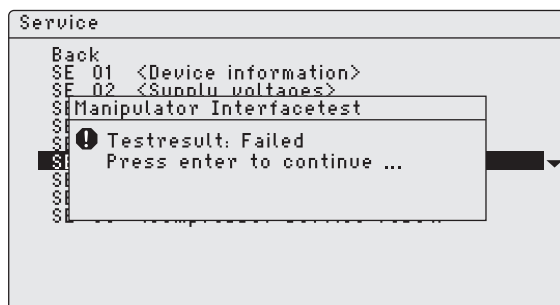 Service
Back
SE 01 <Device information>
SE 02 <Supply voltages>
Manipulator Interfacetest
Testresult: Failed
Press enter to continue ...